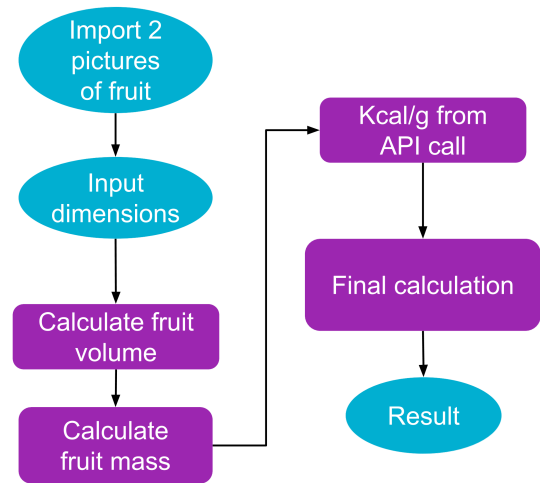 Import 2
pictures
of fruit
Input
dimensions
Calculate fruit
volume
Calculate
fruit mass
Kcal/g from
API call
Final calculation
Result